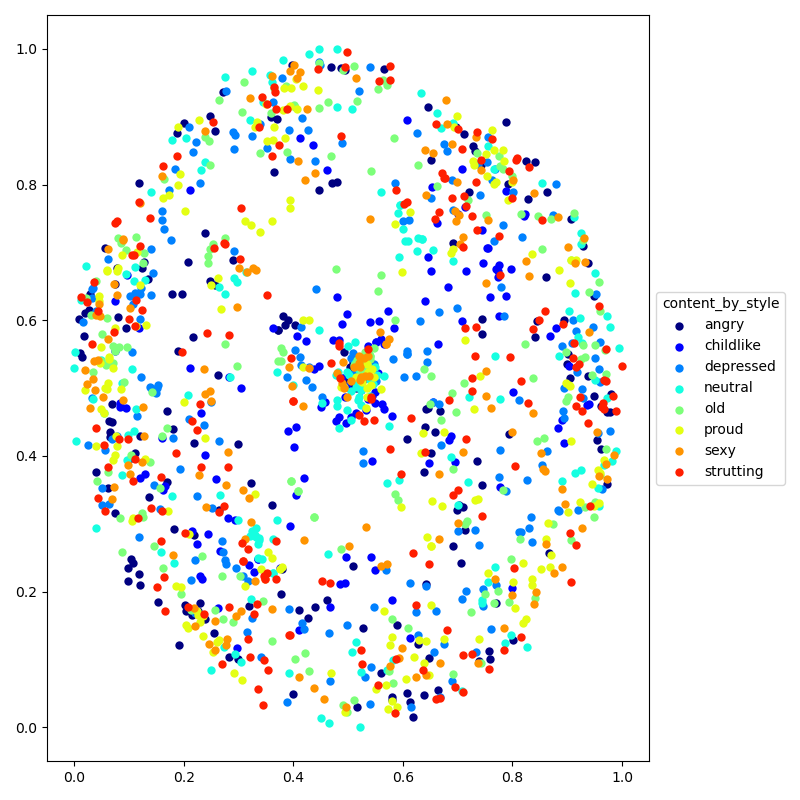 1.0
0.8
0.6
0.4
0.2
0.0
0.0 0.2 0.4 0.6 0.8 1.0
content_by_style
angry
childlike
depressed
neutral
old
proud
sexy
strutting